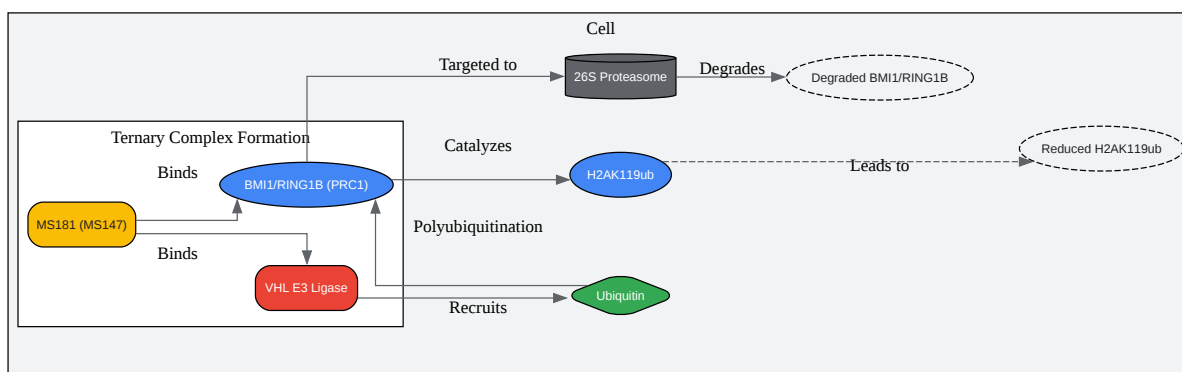 Cell
Targeted to
26S Proteasome
Degrades
Degraded BMI1/RING1B
Ternary Complex Formation
Binds
BMI1/RING1B (PRC1)
Catalyzes
H2AK119ub
Leads to
Reduced H2AK119ub
MS181 (MS147)
Polyubiquitination
Binds
VHL E3 Ligase
Recruits
Ubiquitin